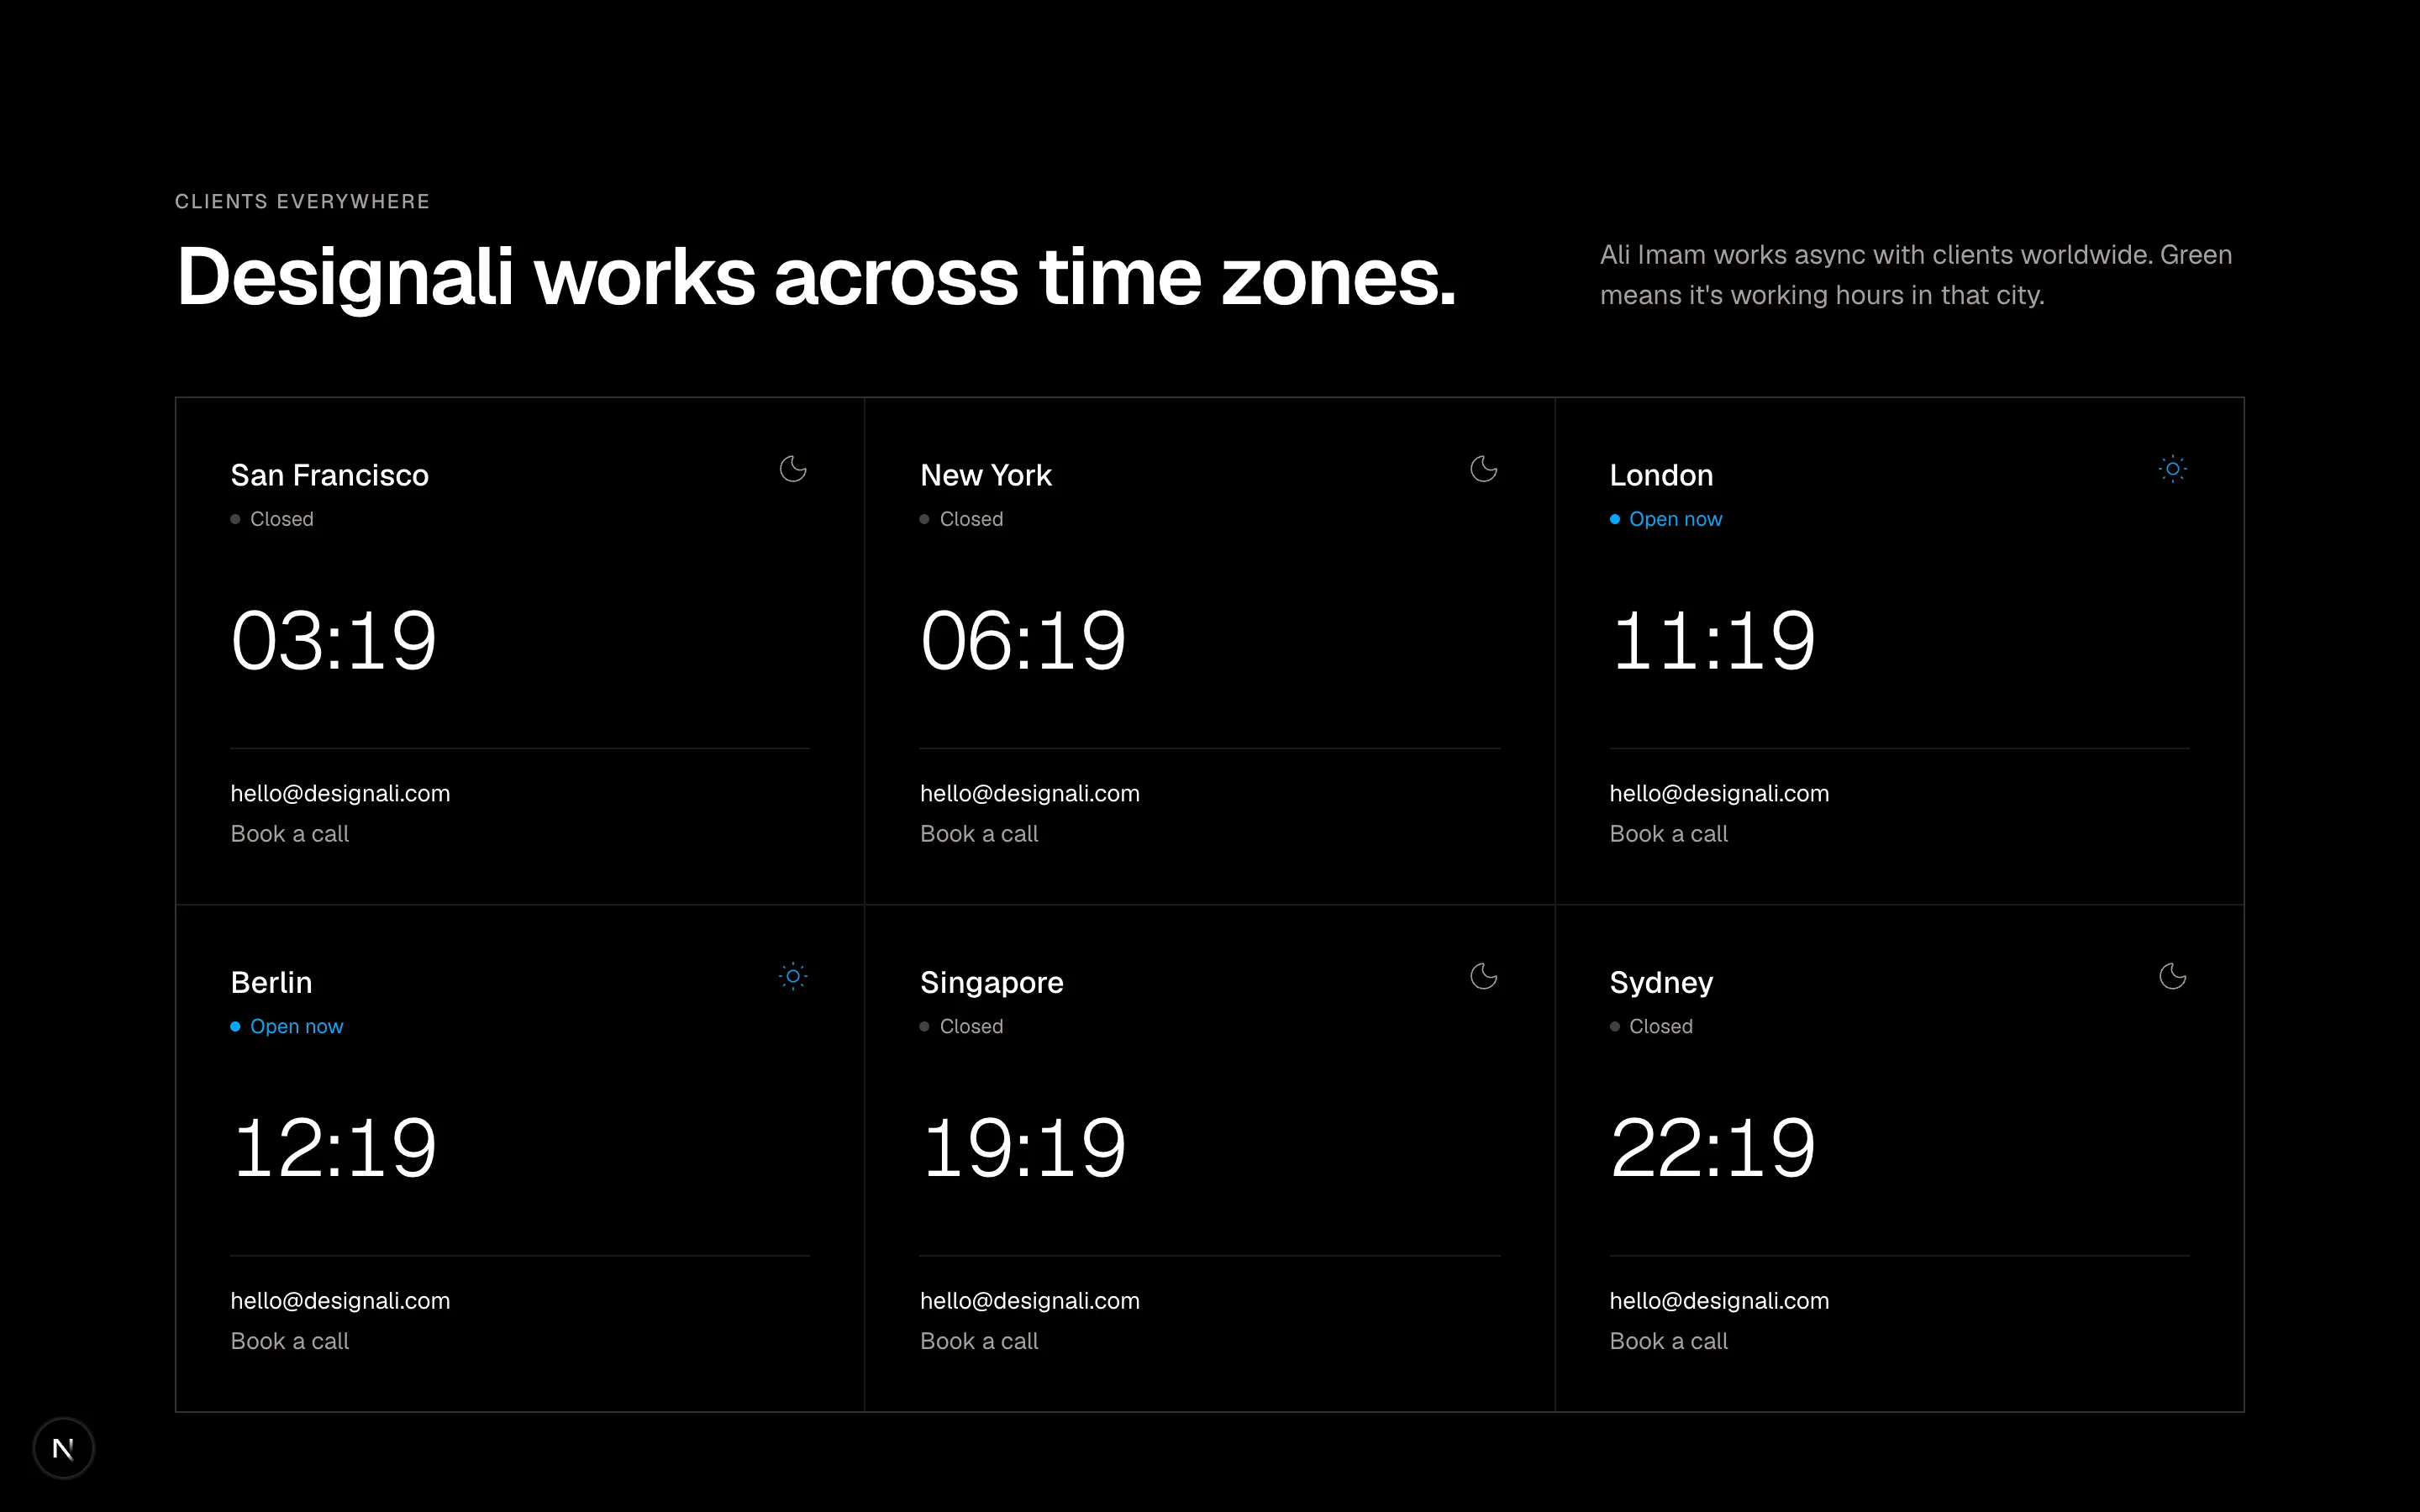 CLIENTS EVERYWHERE
Designali works across time zones.
Ali Imam works async with clients worldwide. Green
means it's working hours in that city.
San Francisco
Closed
03:19
hello@designali.com
Book a call
New York
Closed
06:19
hello@designali.com
Book a call
London
Open now
11:19
hello@designali.com
Book a call
Berlin
Open now
12:19
hello@designali.com
Book a call
Singapore
Closed
19:19
hello@designali.com
Book a call
Sydney
Closed
22:19
hello@designali.com
Book a call
N